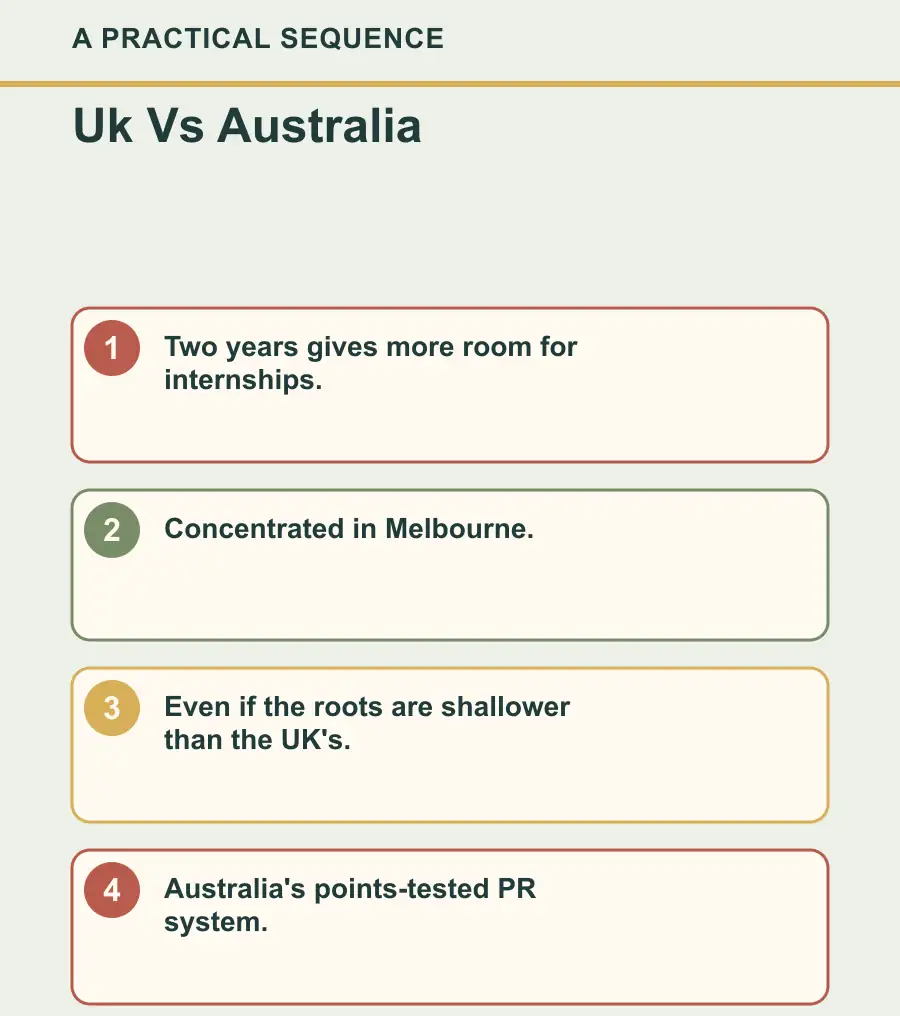 A PRACTICAL SEQUENCE
Uk Vs Australia
1
Two years gives more room for
internships.
2
Concentrated in Melbourne.
3
Even if the roots are shallower
than the UK's.
4
Australia's points-tested PR
system.